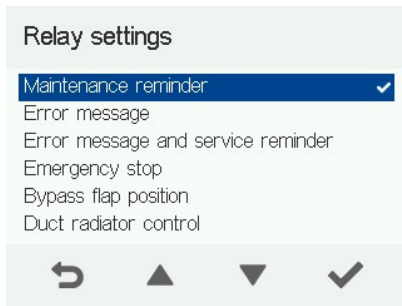 Relay settings
Maintenance reminder
Error message
Error message and service reminder
Emergency stop
Bypass flap position
Duct radiator control